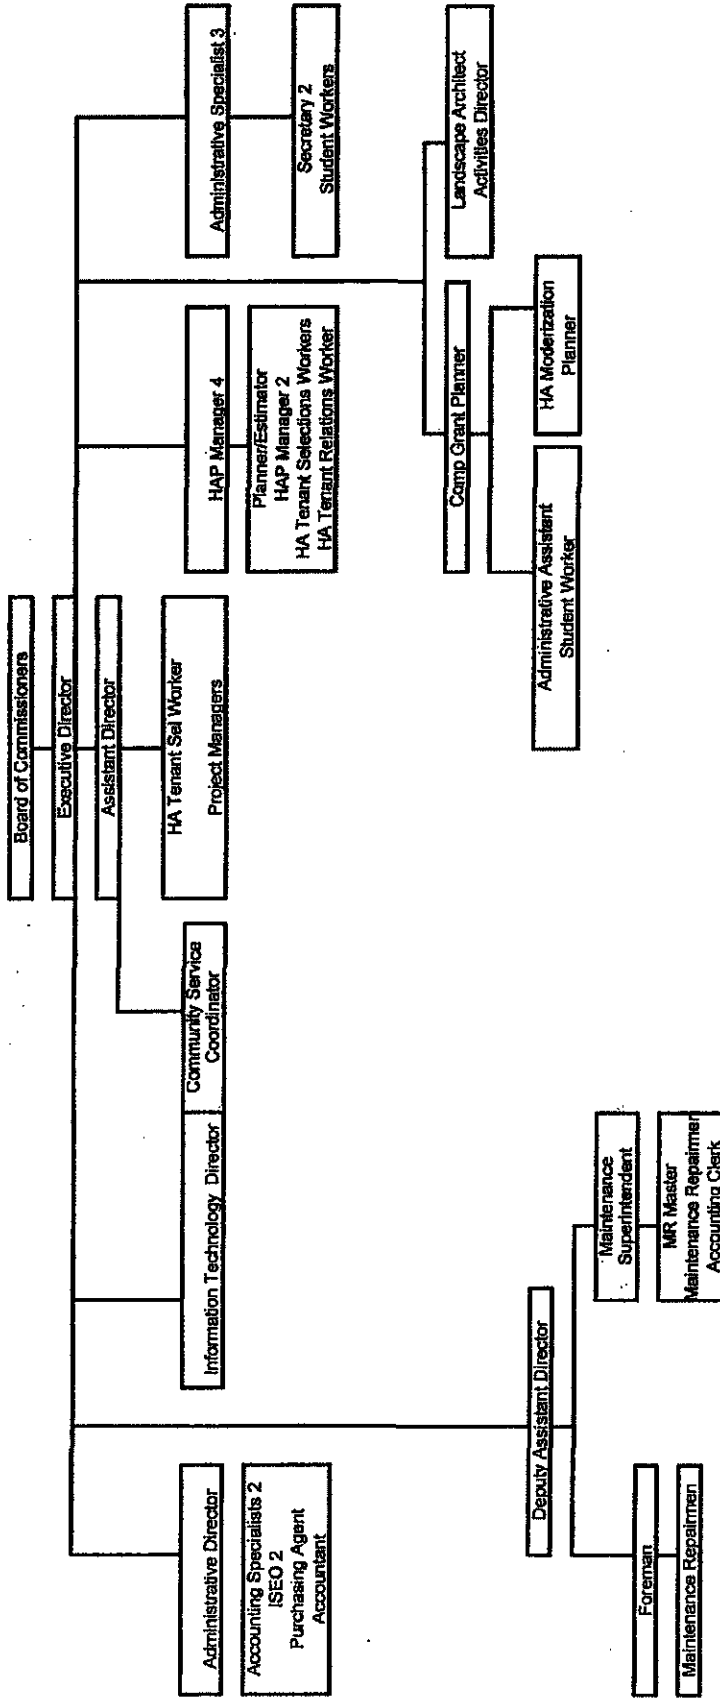 Board of Commissioners
Executive Director
Assistant Director
HA Tenant Sel Worker
Project Managers
Administrative Director
Accounting Specialists 2
ISEO 2
Purchasing Agent
Accountant
Information Technology Director
Community Service
Coordinator
HAP Manager 4
Planner/Estimator
HAP Manager 2
HA Tenant Selections Workers
HA Tenant Relations Worker
Administrative Specialist 3
Secretary 2
Student Workers
Deputy Assistant Director
Foreman
Maintenance Repairmen
Maintenance
Superintendent
MR Master
Maintenance Repairmen
Accounting Clerk
Comp Grant Planner
Landscape Architect
Activities Director
Administrative Assistant
Student Worker
HA Moderization
Planner